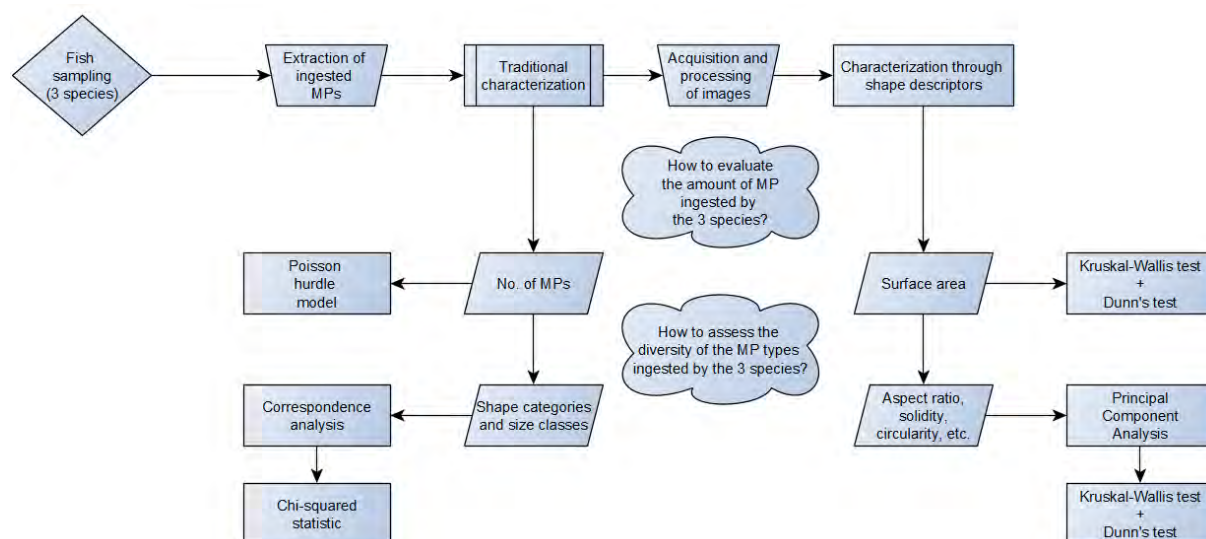 Fish
sampling
(3 species)
Extraction of
ingested
MPs
Traditional
characterization
Acquisition and
processing
of images
Characterization through
shape descriptors
How to evaluate
the amount of MP
ingested by
the 3 species?
Poisson
hurdle
model
No. of MPs
Surface area
Kruskal-Wallis test
+
Dunn's test
How to assess the
diversity of the MP types
ingested by the 3 species?
Correspondence
analysis
Shape categories
and size classes
Aspect ratio,
solidity,
circularity, etc.
Principal
Component
Analysis
Chi-squared
statistic
Kruskal-Wallis test
+
Dunn's test